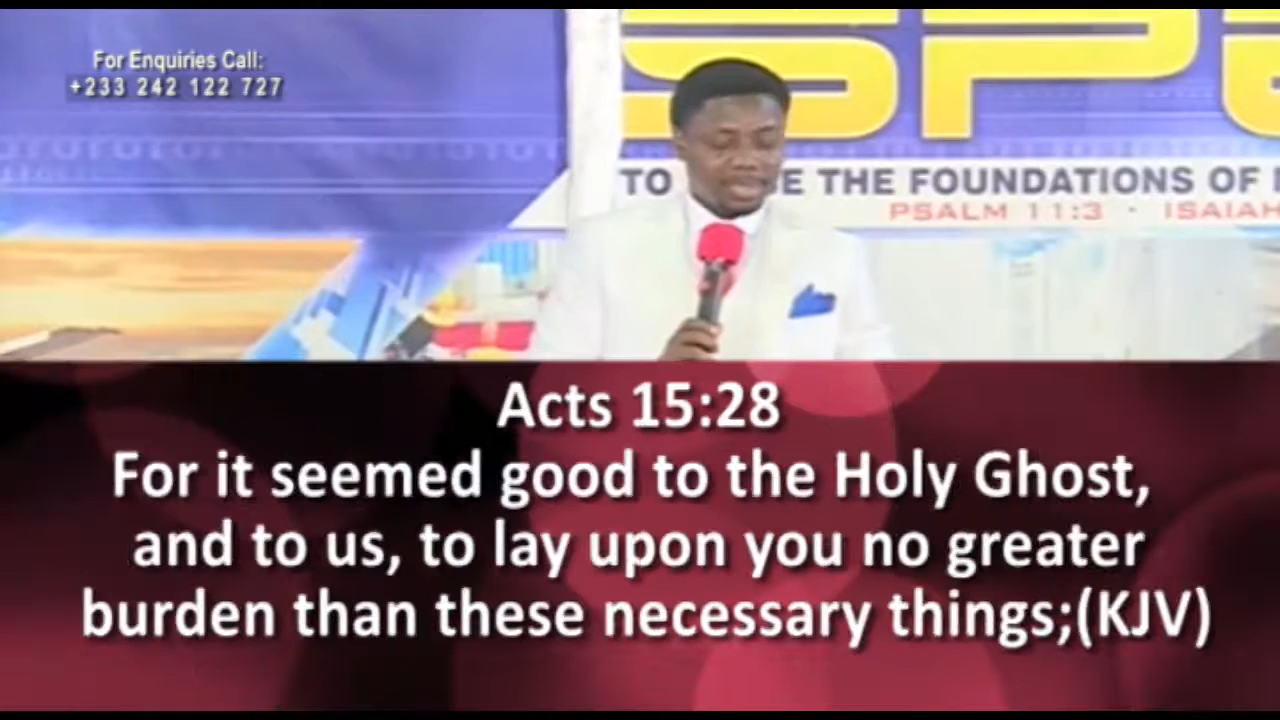 For Enquiries Call:
+233 242 122 727
TO THE FOUNDATIONS OF
PSALM 11:3 · ISAIAH
Acts 15:28
For it seemed good to the Holy Ghost,
and to us, to lay upon you no greater
burden than these necessary things;(KJV)